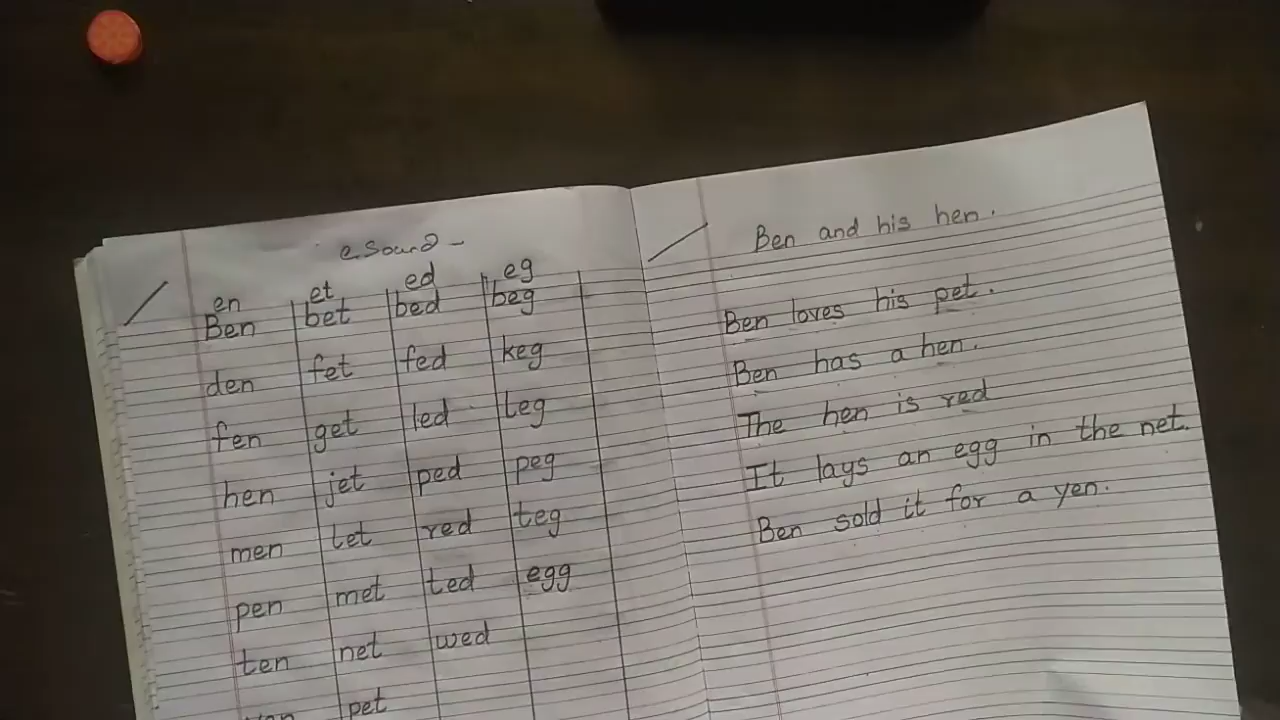 e. Sound -
en et ed eg
Ben bet bed beg
den fet fed keg
fen get led leg
hen jet ped peg
men let red teg
pen met ted egg
ten net wed
pet
Ben and his hen.
Ben loves his pet.
Ben has a hen.
The hen is red
It lays an egg in the net.
Ben sold it for a yen.